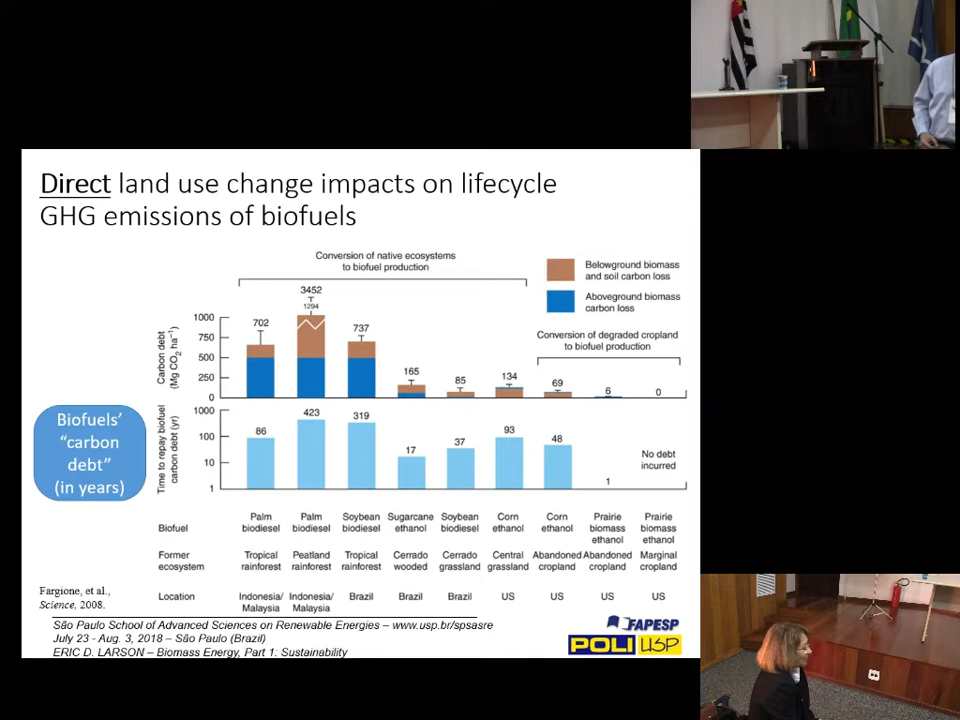 Direct land use change impacts on lifecycle
GHG emissions of biofuels
Conversion of native ecosystems
to biofuel production
Belowground biomass
and soil carbon loss
Aboveground biomass
carbon loss
Conversion of degraded cropland
to biofuel production
Carbon debt
(Mg CO₂ ha⁻¹)
1000
750
500
250
0
702
3452
1294
737
165
85
134
69
6
0
Biofuels'
"carbon
debt"
(in years)
Time to repay biofuel
carbon debt (yr)
1000
100
10
1
86
423
319
17
37
93
48
1
No debt
incurred
Biofuel
Palm biodiesel
Palm biodiesel
Soybean biodiesel
Sugarcane ethanol
Soybean biodiesel
Corn ethanol
Corn ethanol
Prairie biomass ethanol
Prairie biomass ethanol
Former ecosystem
Tropical rainforest
Peatland rainforest
Tropical rainforest
Cerrado wooded
Cerrado grassland
Central grassland
Abandoned cropland
Abandoned cropland
Marginal cropland
Location
Indonesia/ Malaysia
Indonesia/ Malaysia
Brazil
Brazil
Brazil
US
US
US
US
Fargione, et al.,
Science, 2008.
São Paulo School of Advanced Sciences on Renewable Energies – www.usp.br/spsasre
July 23 - Aug. 3, 2018 – São Paulo (Brazil)
ERIC D. LARSON – Biomass Energy, Part 1: Sustainability
FAPESP
POLI USP